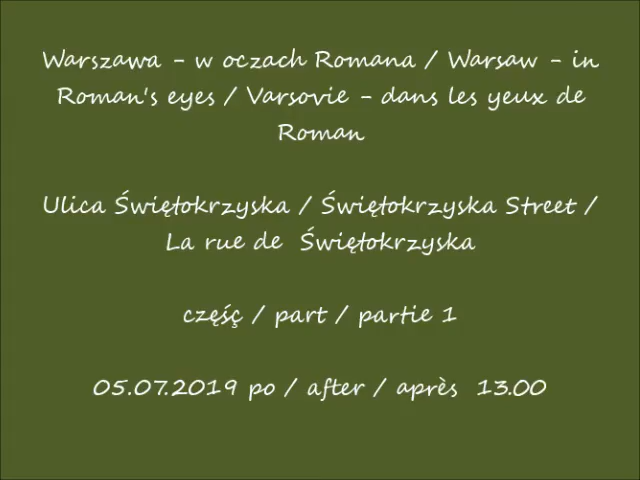 Warszawa - w oczach Romana / Warsaw - in
Roman's eyes / Varsovie - dans les yeux de
Roman
Ulica Świętokrzyska / Świętokrzyska Street /
La rue de Świętokrzyska
częśç / part / partie 1
05.07.2019 po / after / après 13.00